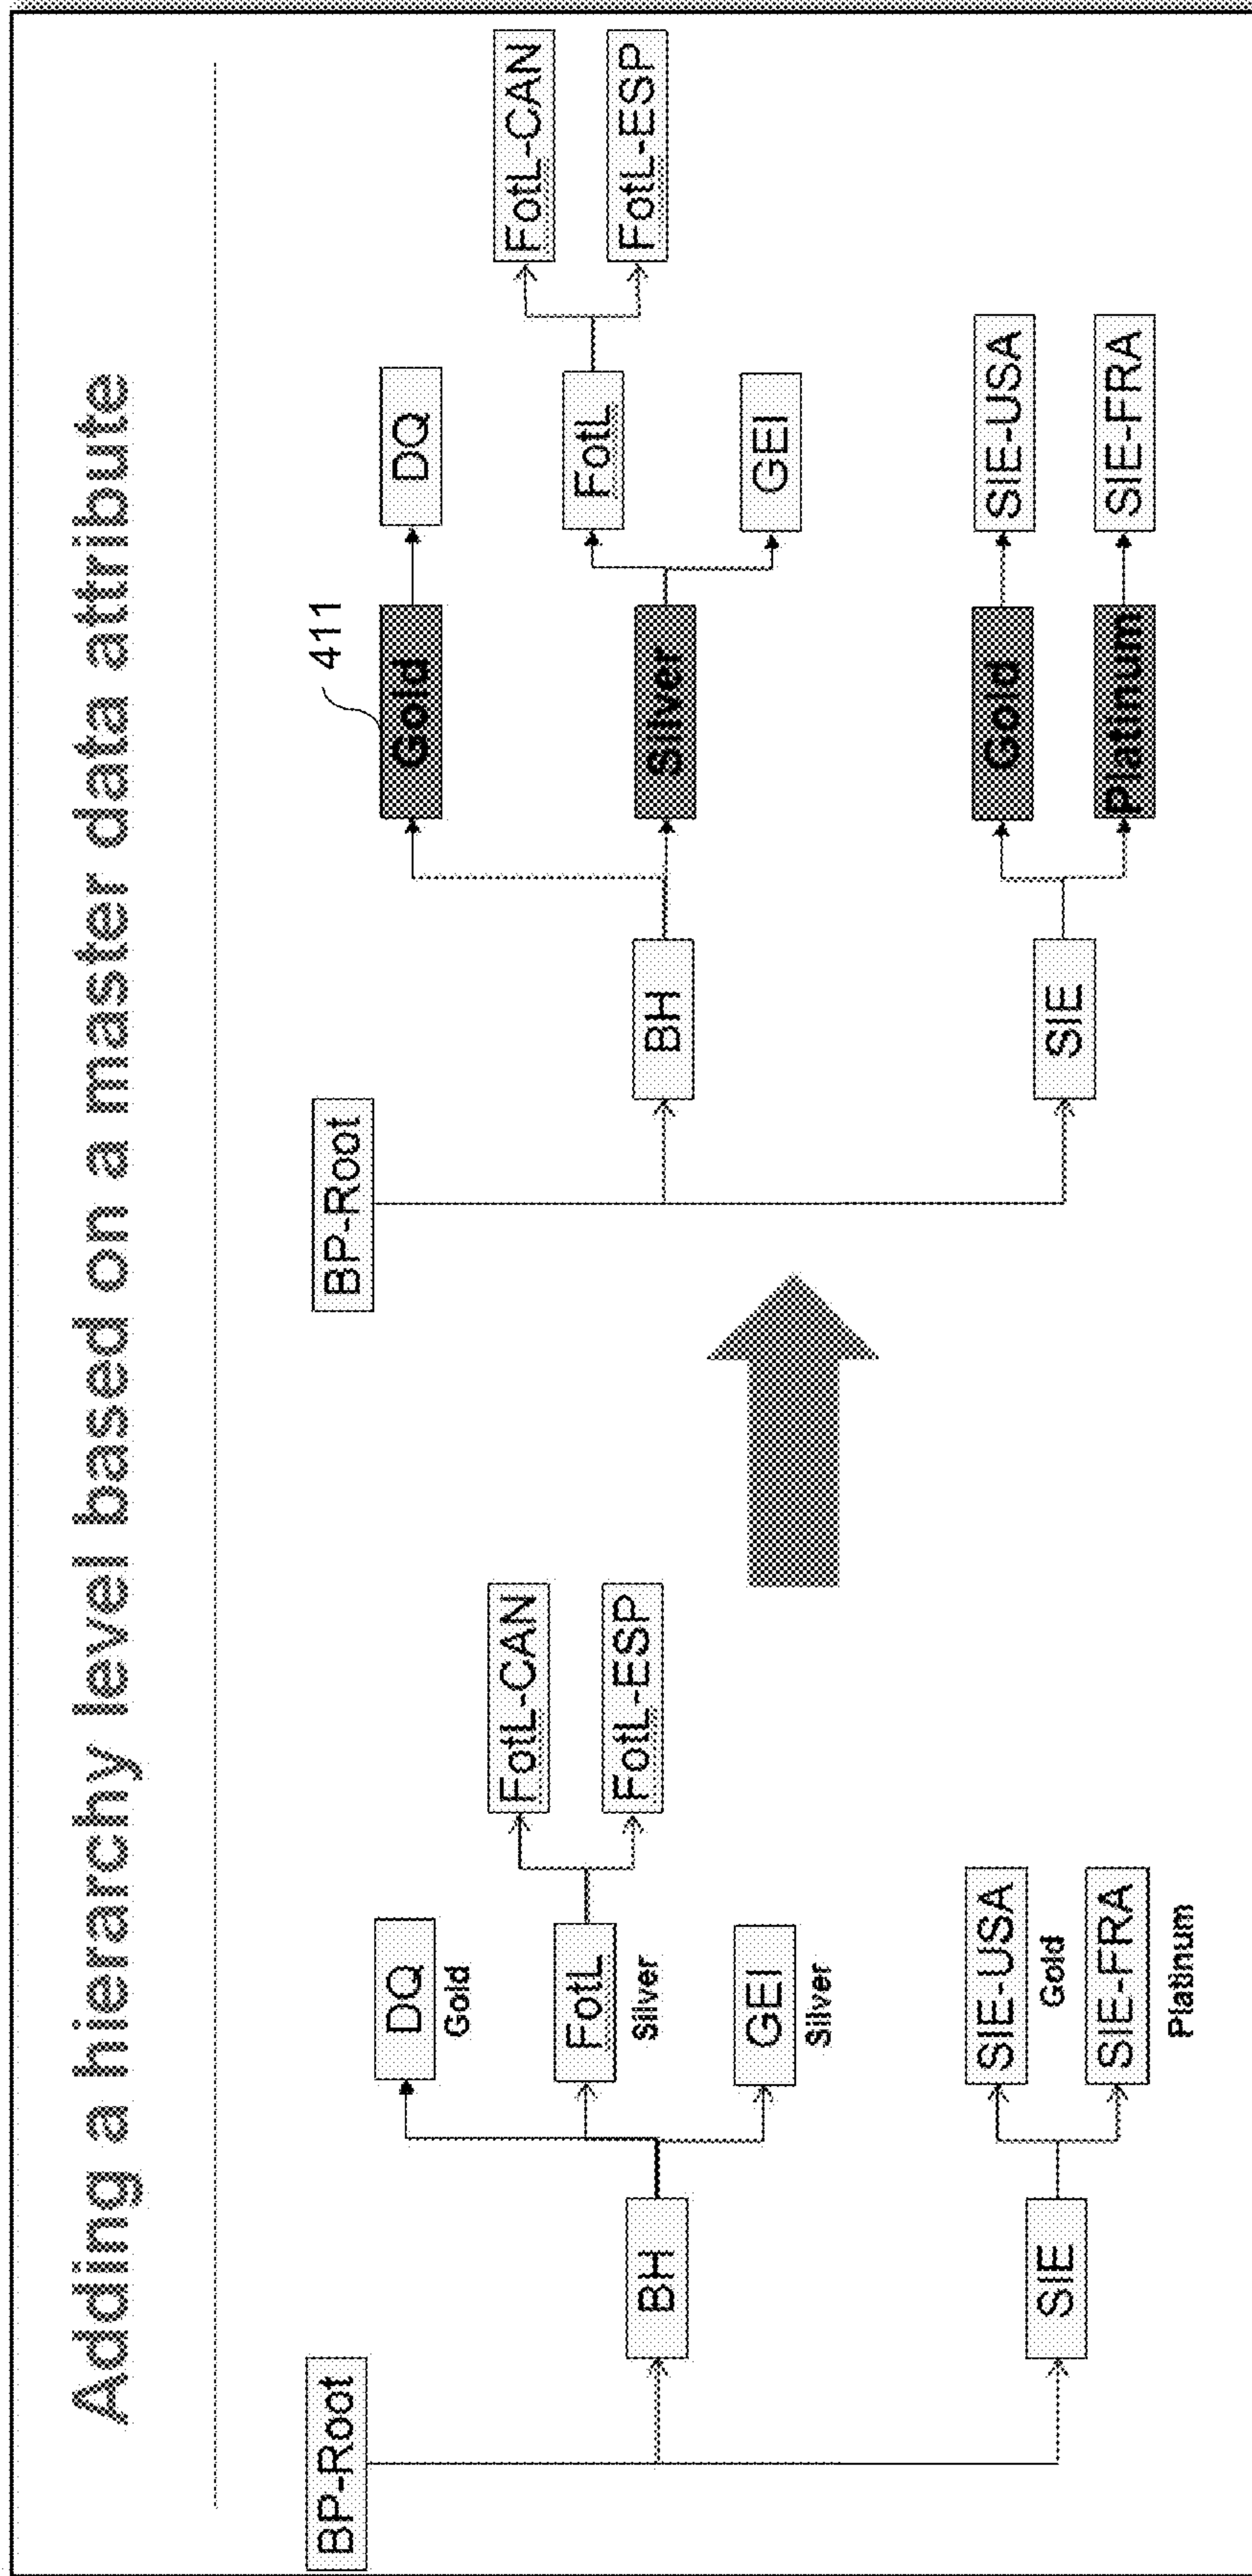 Adding a hierarchy level based on a master data attribute
BP-Root
BH
DQ
Gold
FotL
Silver
FotL-CAN
FotL-ESP
GEI
Silver
SIE
SIE-USA
Gold
SIE-FRA
Platinum
BP-Root
BH
411
Gold
DQ
Silver
FotL
FotL-CAN
FotL-ESP
GEI
SIE
Gold
SIE-USA
Platinum
SIE-FRA